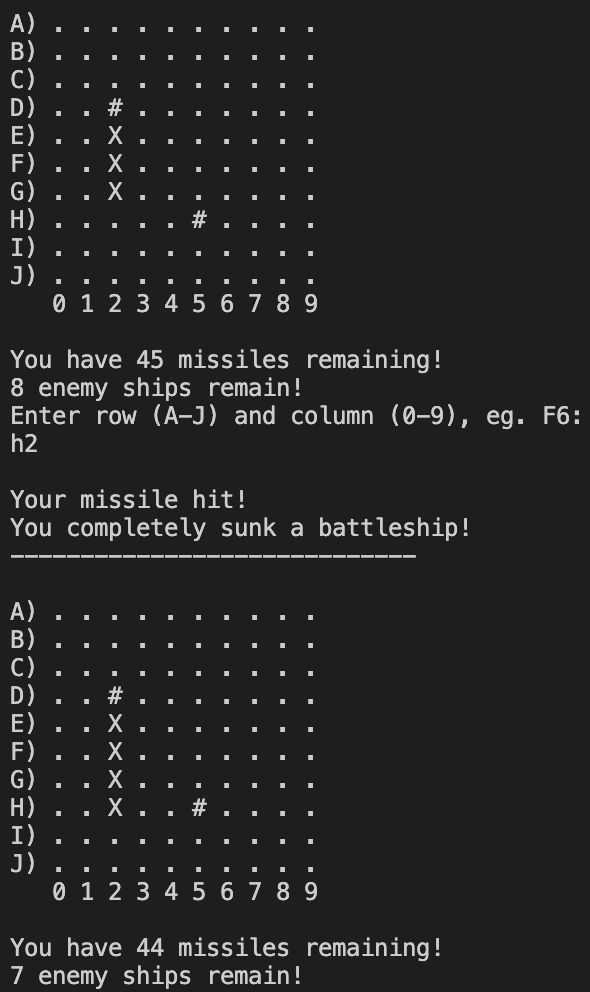 A) . . . . . . . . . .
B) . . . . . . . . . .
C) . . . . . . . . . .
D) . . # . . . . . . .
E) . . X . . . . . . .
F) . . X . . . . . . .
G) . . X . . . . . . .
H) . . . . . # . . . .
I) . . . . . . . . . .
J) . . . . . . . . . .
   0 1 2 3 4 5 6 7 8 9

You have 45 missiles remaining!
8 enemy ships remain!
Enter row (A-J) and column (0-9), eg. F6:
h2

Your missile hit!
You completely sunk a battleship!
-----------------------------

A) . . . . . . . . . .
B) . . . . . . . . . .
C) . . . . . . . . . .
D) . . # . . . . . . .
E) . . X . . . . . . .
F) . . X . . . . . . .
G) . . X . . . . . . .
H) . . X . . # . . . .
I) . . . . . . . . . .
J) . . . . . . . . . .
   0 1 2 3 4 5 6 7 8 9

You have 44 missiles remaining!
7 enemy ships remain!